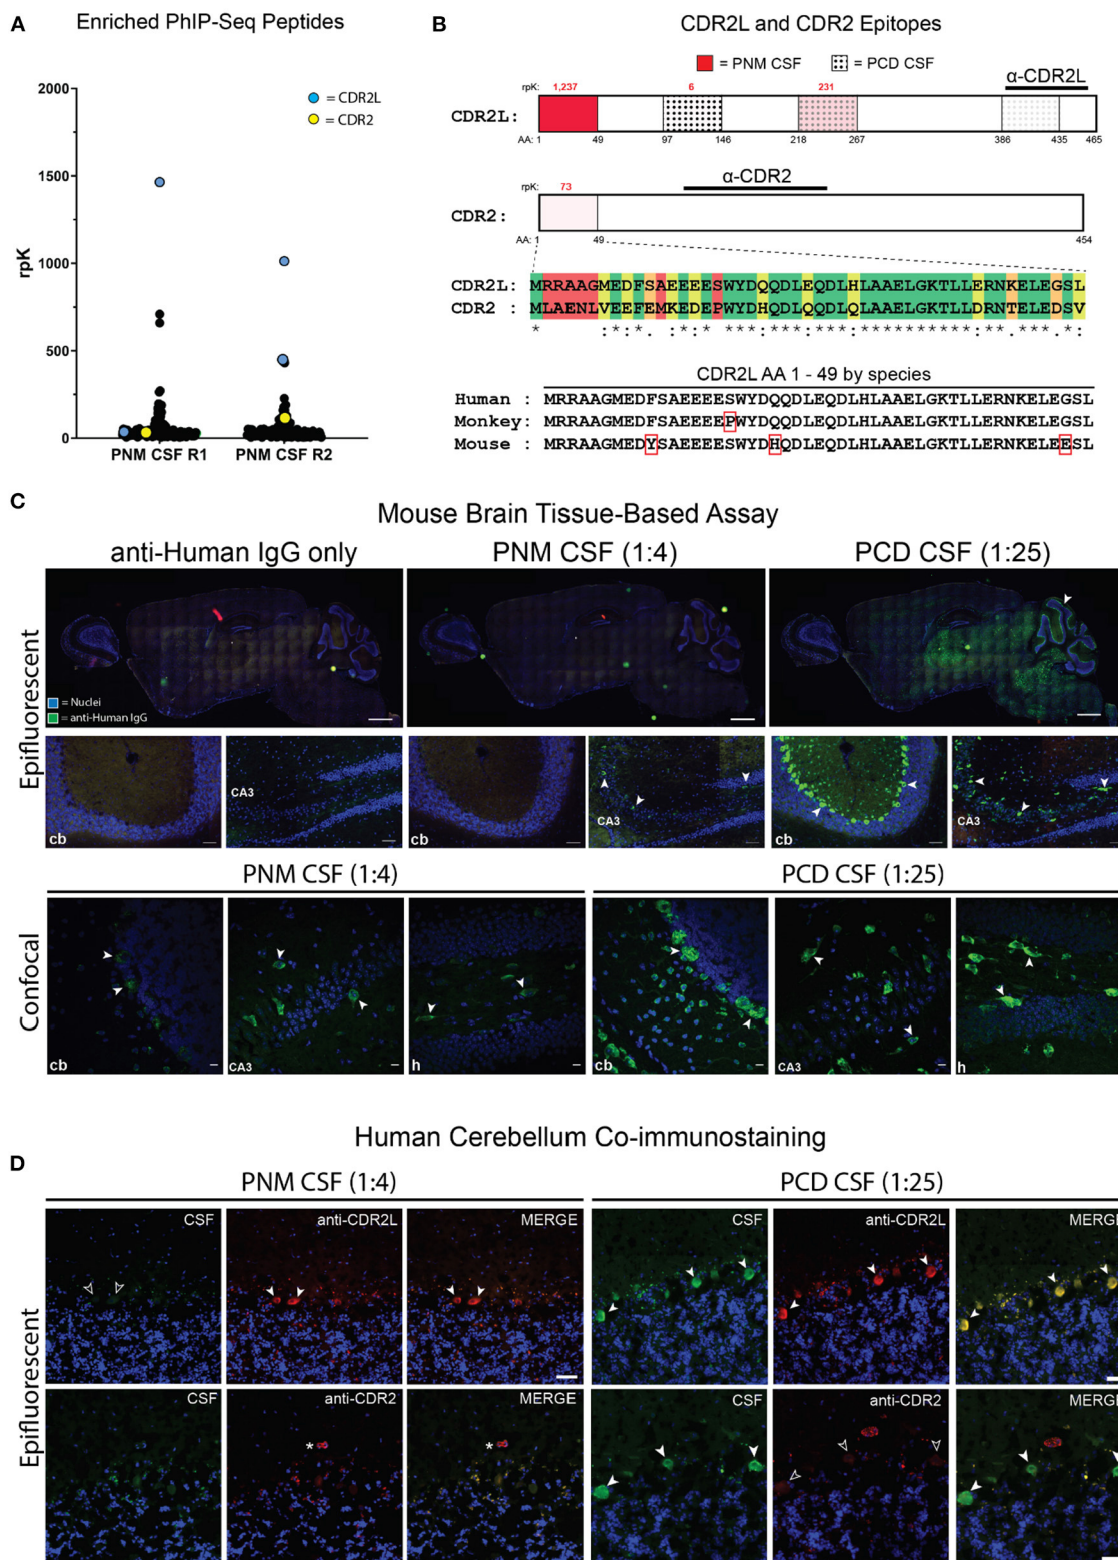 A
Enriched PhIP-Seq Peptides
2000
1500
1000
500
0
rpK
= CDR2L
= CDR2
PNM CSF R1
PNM CSF R2
B
CDR2L and CDR2 Epitopes
= PNM CSF
= PCD CSF
rpK: 1,237 6 231
α-CDR2L
CDR2L:
AA: 1 49 97 146 218 267 386 435 465
rpK: 73
α-CDR2
CDR2 :
AA: 1 49 454
CDR2L: MRRAAGMEDFSAEEEESWYDQQDLEQDLHLAAELGKTLLERNKELEGSL
CDR2 : MLAENLVEEFEMKEDEPWYDHQDLQQDLQLAAELGKTLLDRNTELEDSV
CDR2L AA 1 - 49 by species
Human : MRRAAGMEDFSAEEEESWYDQQDLEQDLHLAAELGKTLLERNKELEGSL
Monkey: MRRAAGMEDFSAEEEEPWYDQQDLEQDLHLAAELGKTLLERNKELEGSL
Mouse : MRRAAGMEDYSAEEEESWYDHQDLEQDLHLAAELGKTLLERNKELEESL
C
Mouse Brain Tissue-Based Assay
anti-Human IgG only
PNM CSF (1:4)
PCD CSF (1:25)
Epifluorescent
= Nuclei
= anti-Human IgG
cb
CA3
cb
CA3
cb
CA3
PNM CSF (1:4)
PCD CSF (1:25)
Confocal
cb
CA3
h
cb
CA3
h
Human Cerebellum Co-immunostaining
D
PNM CSF (1:4)
PCD CSF (1:25)
Epifluorescent
CSF
anti-CDR2L
MERGE
CSF
anti-CDR2L
MERGE
CSF
anti-CDR2
MERGE
CSF
anti-CDR2
MERGE
*
*